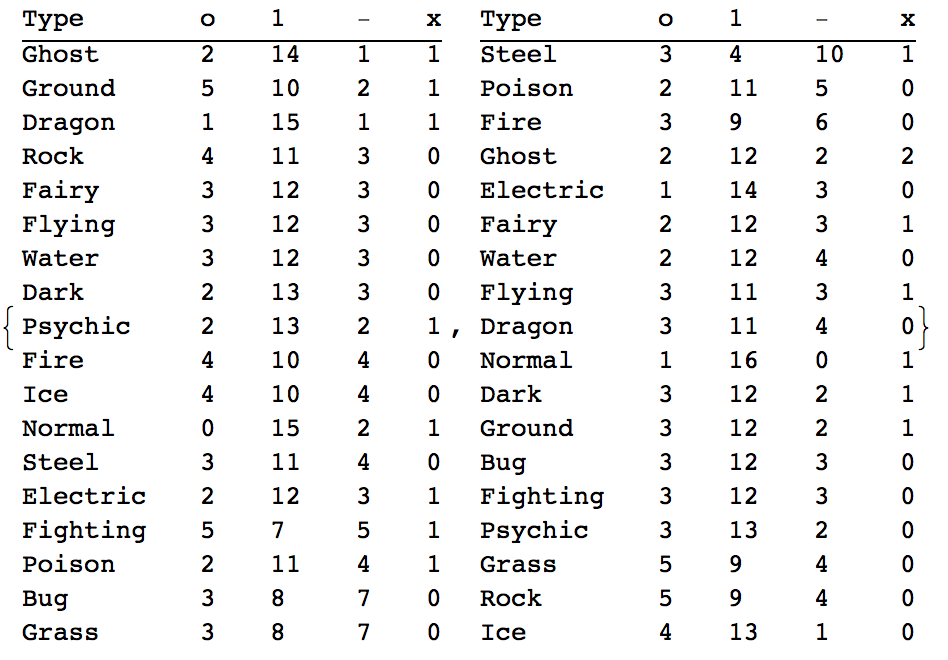 Type o 1 – x Type o 1 – x
Ghost 2 14 1 1 Steel 3 4 10 1
Ground 5 10 2 1 Poison 2 11 5 0
Dragon 1 15 1 1 Fire 3 9 6 0
Rock 4 11 3 0 Ghost 2 12 2 2
Fairy 3 12 3 0 Electric 1 14 3 0
Flying 3 12 3 0 Fairy 2 12 3 1
Water 3 12 3 0 Water 2 12 4 0
Dark 2 13 3 0 Flying 3 11 3 1
{ Psychic 2 13 2 1 , Dragon 3 11 4 0 }
Fire 4 10 4 0 Normal 1 16 0 1
Ice 4 10 4 0 Dark 3 12 2 1
Normal 0 15 2 1 Ground 3 12 2 1
Steel 3 11 4 0 Bug 3 12 3 0
Electric 2 12 3 1 Fighting 3 12 3 0
Fighting 5 7 5 1 Psychic 3 13 2 0
Poison 2 11 4 1 Grass 5 9 4 0
Bug 3 8 7 0 Rock 5 9 4 0
Grass 3 8 7 0 Ice 4 13 1 0